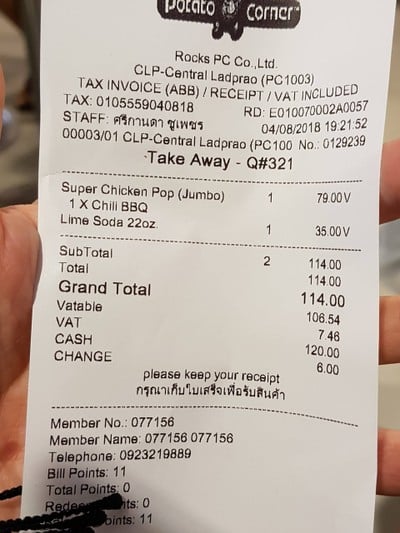 Potato Corner
Rocks PC Co.,Ltd.
CLP-Central Ladprao (PC1003)
TAX INVOICE (ABB) / RECEIPT / VAT INCLUDED
TAX: 0105559040818 RD: E010070002A0057
STAFF: ศรีกานดา ชูเพชร 04/08/2018 19:21:52
00003/01 CLP-Central Ladprao (PC100 No.: 0129239
Take Away - Q#321
Super Chicken Pop (Jumbo) 1 79.00V
1 X Chili BBQ
Lime Soda 22oz. 1 35.00V
SubTotal 2 114.00
Total 114.00
Grand Total 114.00
Vatable 106.54
VAT 7.46
CASH 120.00
CHANGE 6.00
please keep your receipt
กรุณาเก็บใบเสร็จเพื่อรับสินค้า
Member No.: 077156
Member Name: 077156 077156
Telephone: 0923219889
Bill Points: 11
Total Points: 0
0
11